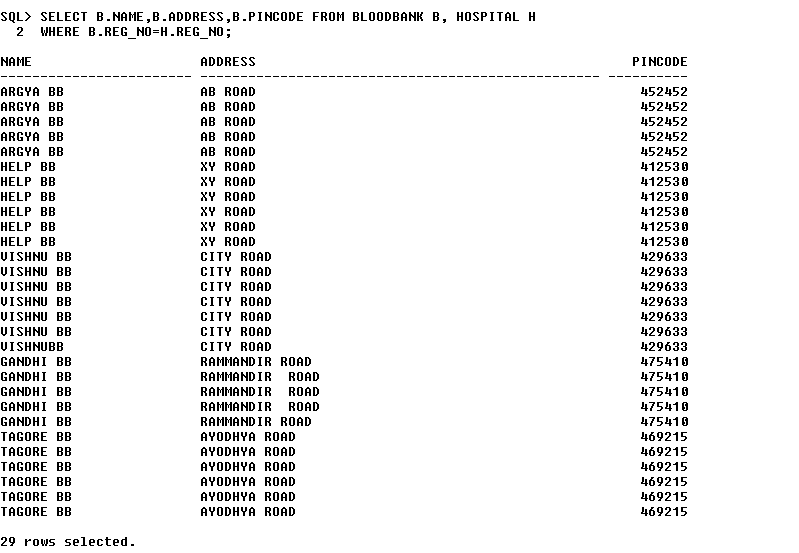 SQL> SELECT B.NAME,B.ADDRESS,B.PINCODE FROM BLOODBANK B, HOSPITAL H
  2  WHERE B.REG_NO=H.REG_NO;
NAME                     ADDRESS                                               PINCODE
------------------------ -------------------------------------------------- ----------
ARGYA BB                 AB ROAD                                                452452
ARGYA BB                 AB ROAD                                                452452
ARGYA BB                 AB ROAD                                                452452
ARGYA BB                 AB ROAD                                                452452
ARGYA BB                 AB ROAD                                                452452
HELP BB                  XY ROAD                                                412530
HELP BB                  XY ROAD                                                412530
HELP BB                  XY ROAD                                                412530
HELP BB                  XY ROAD                                                412530
HELP BB                  XY ROAD                                                412530
HELP BB                  XY ROAD                                                412530
VISHNU BB                CITY ROAD                                              429633
VISHNU BB                CITY ROAD                                              429633
VISHNU BB                CITY ROAD                                              429633
VISHNU BB                CITY ROAD                                              429633
VISHNU BB                CITY ROAD                                              429633
VISHNU BB                CITY ROAD                                              429633
VISHNUBB                 CITY ROAD                                              429633
GANDHI BB                RAMMANDIR ROAD                                         475410
GANDHI BB                RAMMANDIR  ROAD                                        475410
GANDHI BB                RAMMANDIR  ROAD                                        475410
GANDHI BB                RAMMANDIR  ROAD                                        475410
GANDHI BB                RAMMANDIR ROAD                                         475410
TAGORE BB                AYODHYA ROAD                                           469215
TAGORE BB                AYODHYA ROAD                                           469215
TAGORE BB                AYODHYA ROAD                                           469215
TAGORE BB                AYODHYA ROAD                                           469215
TAGORE BB                AYODHYA ROAD                                           469215
TAGORE BB                AYODHYA ROAD                                           469215
29 rows selected.